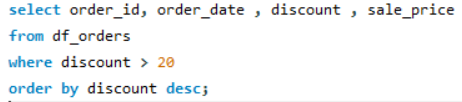 select order_id, order_date , discount , sale_price
from df_orders
where discount > 20
order by discount desc;